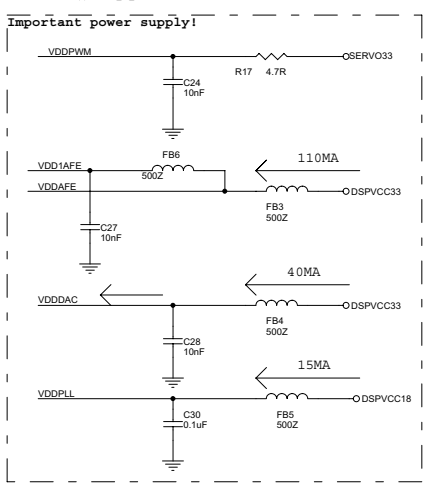 Important power supply!
VDDPWM
SERVO33
R17 4.7R
C24
10nF
FB6
110MA
VDD1AFE
500Z
VDDAFE
DSPVCC33
FB3
500Z
C27
10nF
40MA
VDDDAC
DSPVCC33
FB4
500Z
C28
10nF
15MA
VDDPLL
DSPVCC18
C30
0.1uF
FB5
500Z